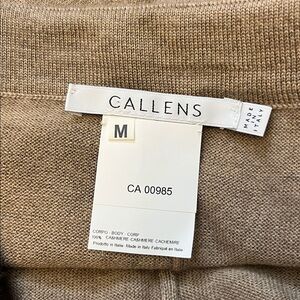 CALLENS
MADE
IN
ITALY
M
CA 00985
CORPO - BODY - CORP
100% CASHMERE CASHMERE CACHEMIRE
Prodotto in Italia Made in Italy Fabriqué en Italie